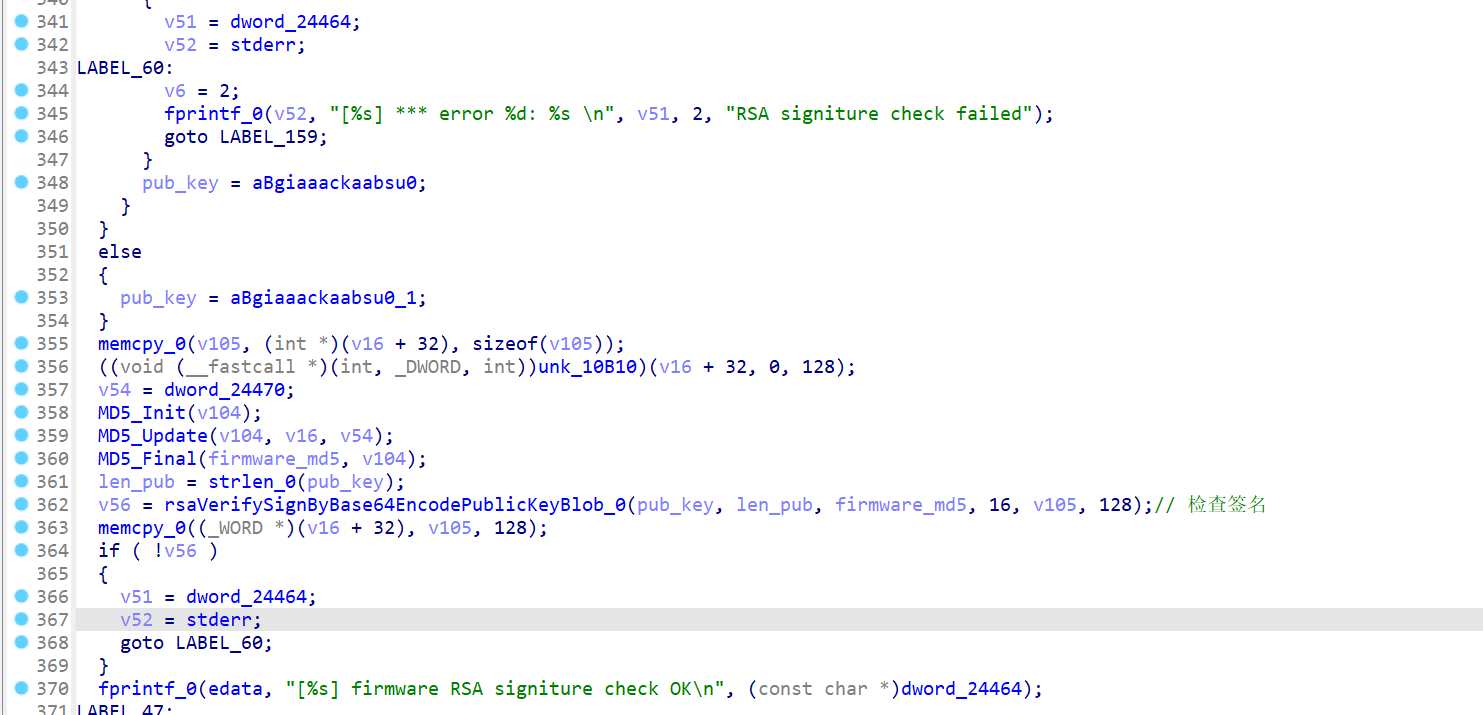 341 v51 = dword_24464;
342 v52 = stderr;
343 LABEL_60:
344 v6 = 2;
345 fprintf_0(v52, "[%s] *** error %d: %s \n", v51, 2, "RSA signiture check failed");
346 goto LABEL_159;
347 }
348 pub_key = aBgiaaackaabsu0;
349 }
350 }
351 else
352 {
353 pub_key = aBgiaaackaabsu0_1;
354 }
355 memcpy_0(v105, (int *)(v16 + 32), sizeof(v105));
356 ((void (__fastcall *)(int, _DWORD, int))unk_10B10)(v16 + 32, 0, 128);
357 v54 = dword_24470;
358 MD5_Init(v104);
359 MD5_Update(v104, v16, v54);
360 MD5_Final(firmware_md5, v104);
361 len_pub = strlen_0(pub_key);
362 v56 = rsaVerifySignByBase64EncodePublicKeyBlob_0(pub_key, len_pub, firmware_md5, 16, v105, 128);// 检查签名
363 memcpy_0((_WORD *)(v16 + 32), v105, 128);
364 if ( !v56 )
365 {
366 v51 = dword_24464;
367 v52 = stderr;
368 goto LABEL_60;
369 }
370 fprintf_0(edata, "[%s] firmware RSA signiture check OK\n", (const char *)dword_24464);
371 LABEL_47: